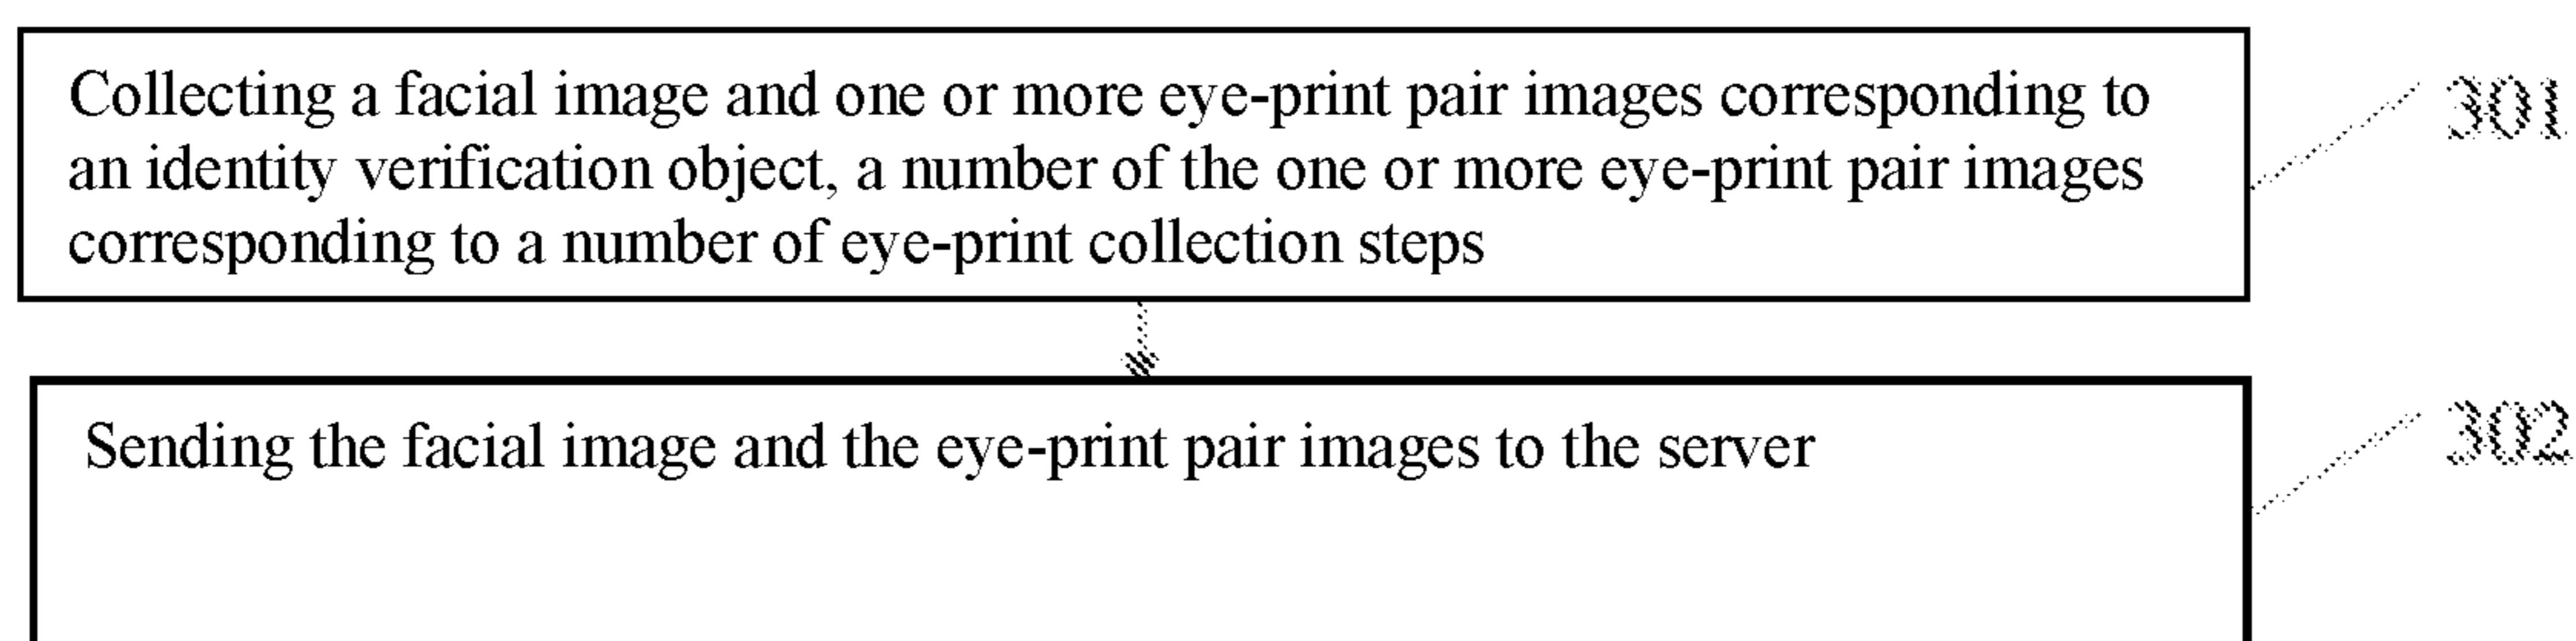 Collecting a facial image and one or more eye-print pair images corresponding to
301
an identity verification object, a number of the one or more eye-print pair images
corresponding to a number of eye-print collection steps
Sending the facial image and the eye-print pair images to the server
302